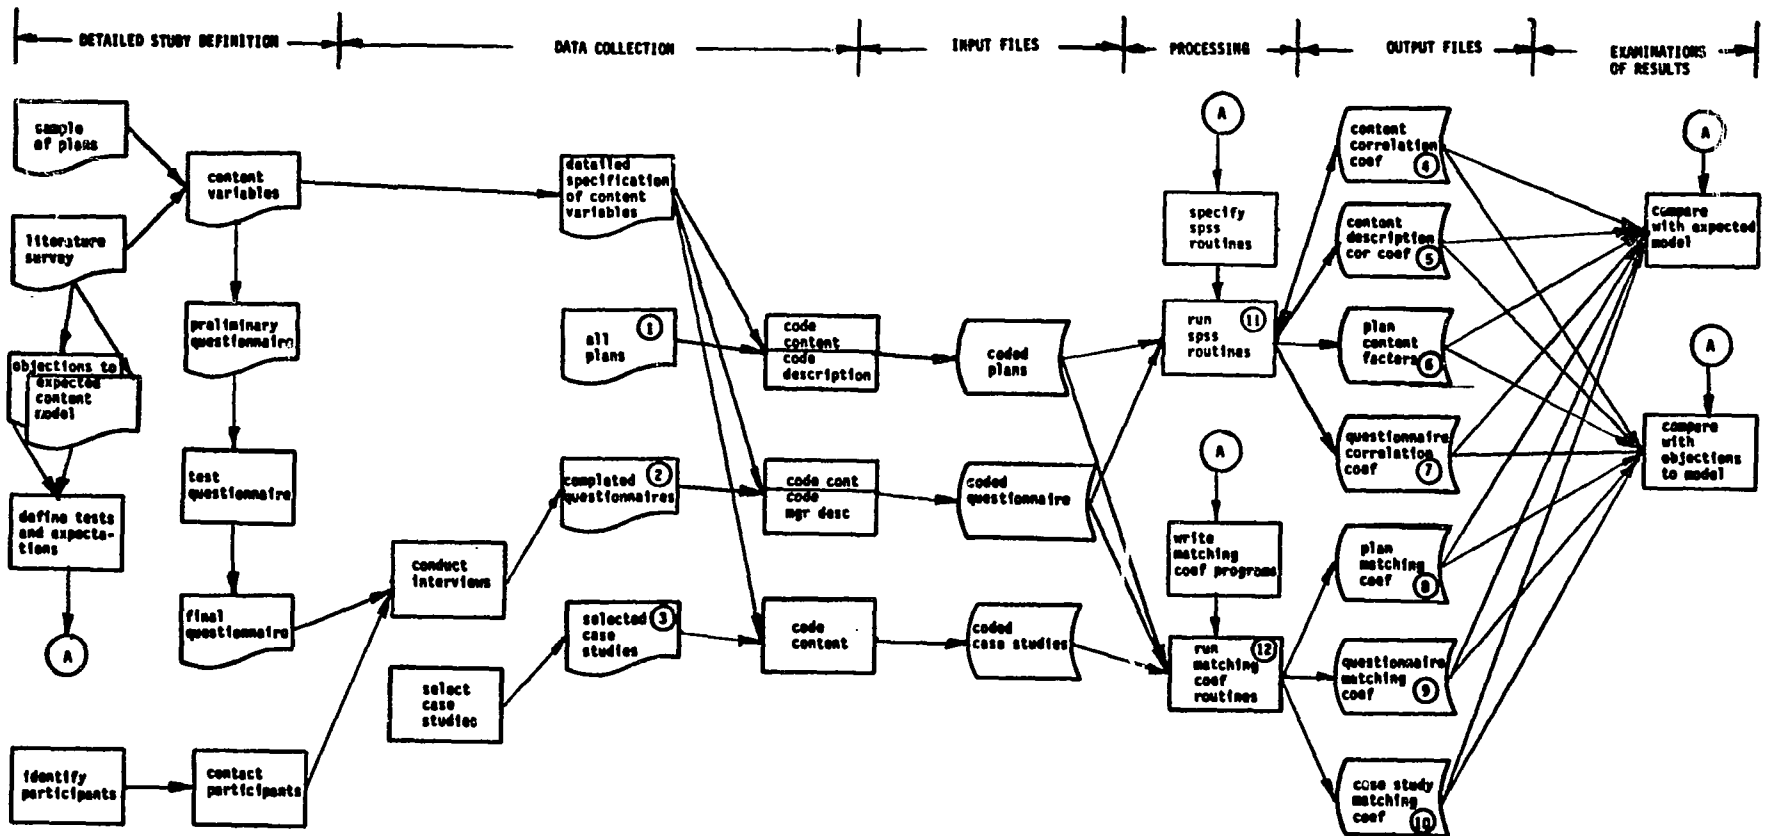 DETAILED STUDY DEFINITION
DATA COLLECTION
INPUT FILES
PROCESSING
OUTPUT FILES
EXAMINATIONS
OF RESULTS
sample
of plans
literature
survey
objections to
expected
content
model
define tests
and expecta-
tions
A
identify
participants
content
variables
preliminary
questionnaire
test
questionnaire
final
questionnaire
contact
participants
conduct
interviews
select
case
studies
detailed
specification
of content
variables
all
plans
1
completed
questionnaires
2
selected
case
studies
3
code
content
code
description
code cont
code
mgr desc
code
content
coded
plans
coded
questionnaire
coded
case studies
A
specify
spss
routines
run
spss
routines
11
A
write
matching
coef programs
run
matching
coef
routines
12
content
correlation
coef
4
content
description
cor coef
5
plan
content
factors
6
questionnaire
correlation
coef
7
plan
matching
coef
8
questionnaire
matching
coef
9
case study
matching
coef
10
A
compare
with expected
model
A
compare
with
objections
to model